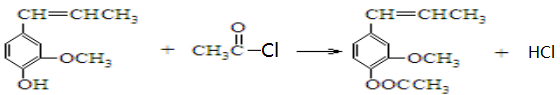 CH=CHCH₃ CH=CHCH₃
O
+ CH₃C-Cl + HCl
OCH₃ OCH₃
OH OOCCH₃